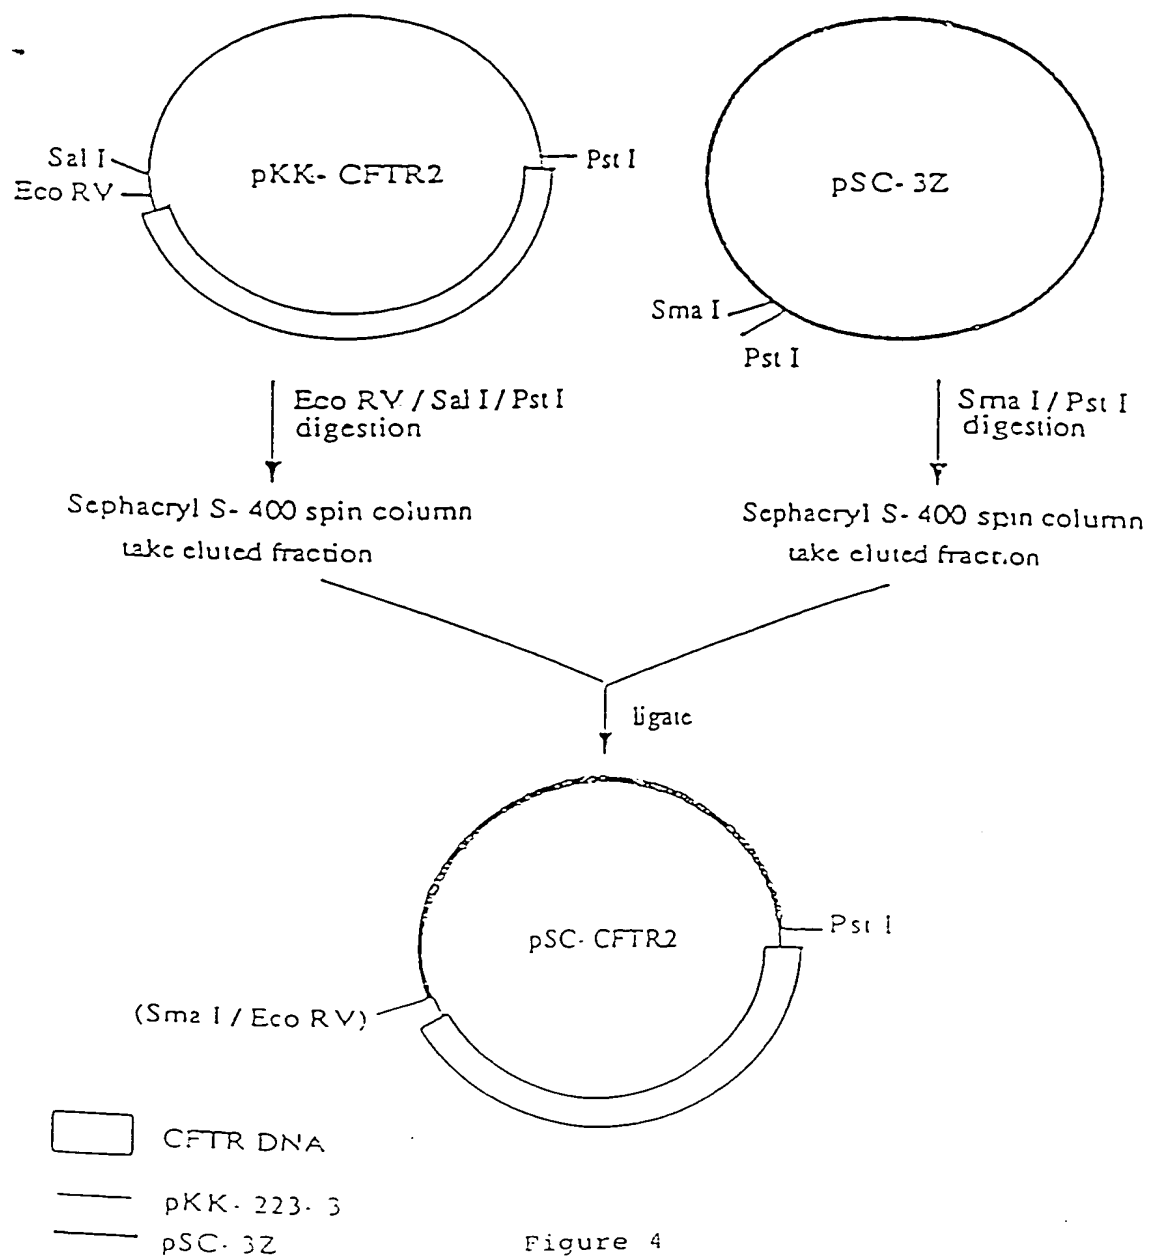 Sal I
Eco RV
pKK- CFTR2
Pst I
pSC- 3Z
Sma I
Pst I
Eco RV / Sal I / Pst I
digestion
Sma I / Pst I
digestion
Sephacryl S- 400 spin column
take eluted fraction
Sephacryl S- 400 spin column
take eluted fraction
ligate
pSC- CFTR2
Pst I
(Sma I / Eco RV)
CFTR DNA
pKK- 223- 3
pSC- 3Z
Figure 4